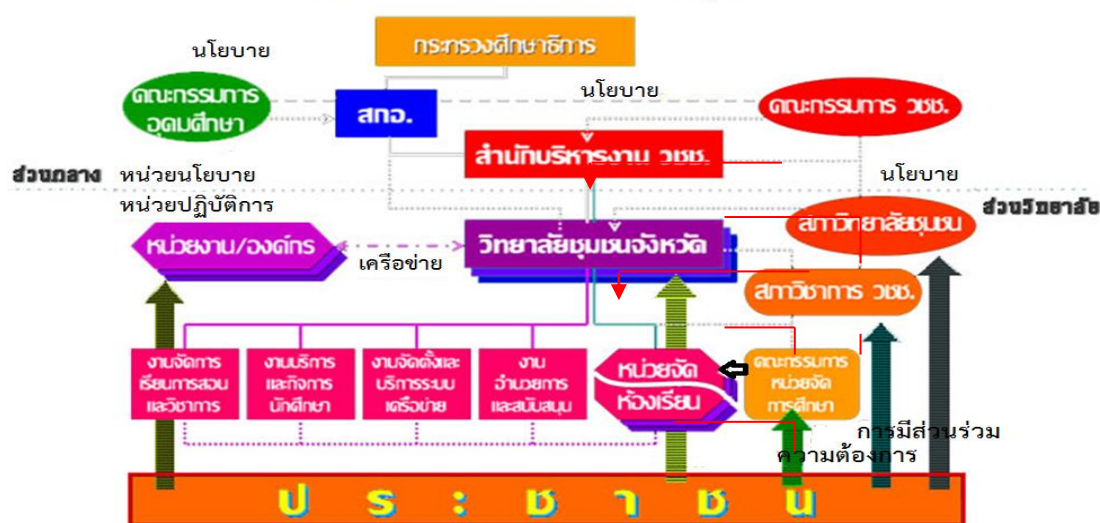 กระทรวงศึกษาธิการ
นโยบาย
คณะกรรมการ
อุดมศึกษา
สกอ.
นโยบาย
คณะกรรมการ วชช.
สำนักบริหารงาน วชช.
ส่วนกลาง
หน่วยนโยบาย
นโยบาย
หน่วยปฏิบัติการ
ส่วนวิทยาลัย
หน่วยงาน/องค์กร
เครือข่าย
วิทยาลัยชุมชนจังหวัด
สภาวิทยาลัยชุมชน
สภาวิชาการ วชช.
งานจัดการ
เรียนการสอน
และวิชาการ
งานบริการ
และกิจการ
นักศึกษา
งานจัดตั้งและ
บริการระบบ
เครือข่าย
งาน
อำนวยการ
และสนับสนุน
หน่วยจัด
ห้องเรียน
คณะกรรมการ
หน่วยจัด
การศึกษา
การมีส่วนร่วม
ความต้องการ
ประชาชน